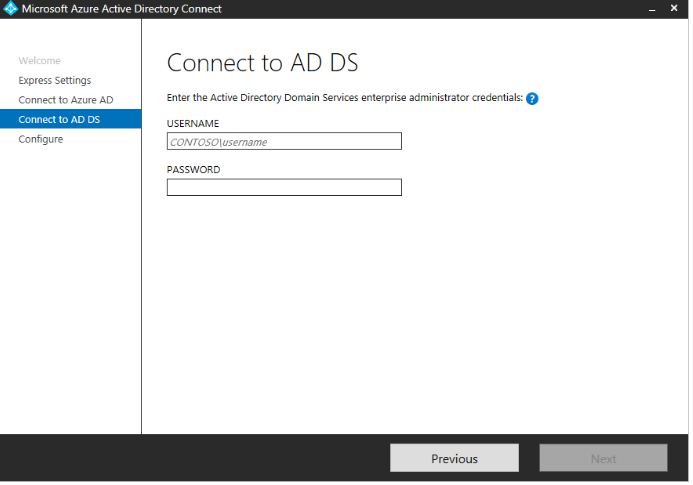 Microsoft Azure Active Directory Connect
Welcome
Express Settings
Connect to Azure AD
Connect to AD DS
Configure
Connect to AD DS
Enter the Active Directory Domain Services enterprise administrator credentials: ?
USERNAME
CONTOSO\username
PASSWORD
Previous
Next